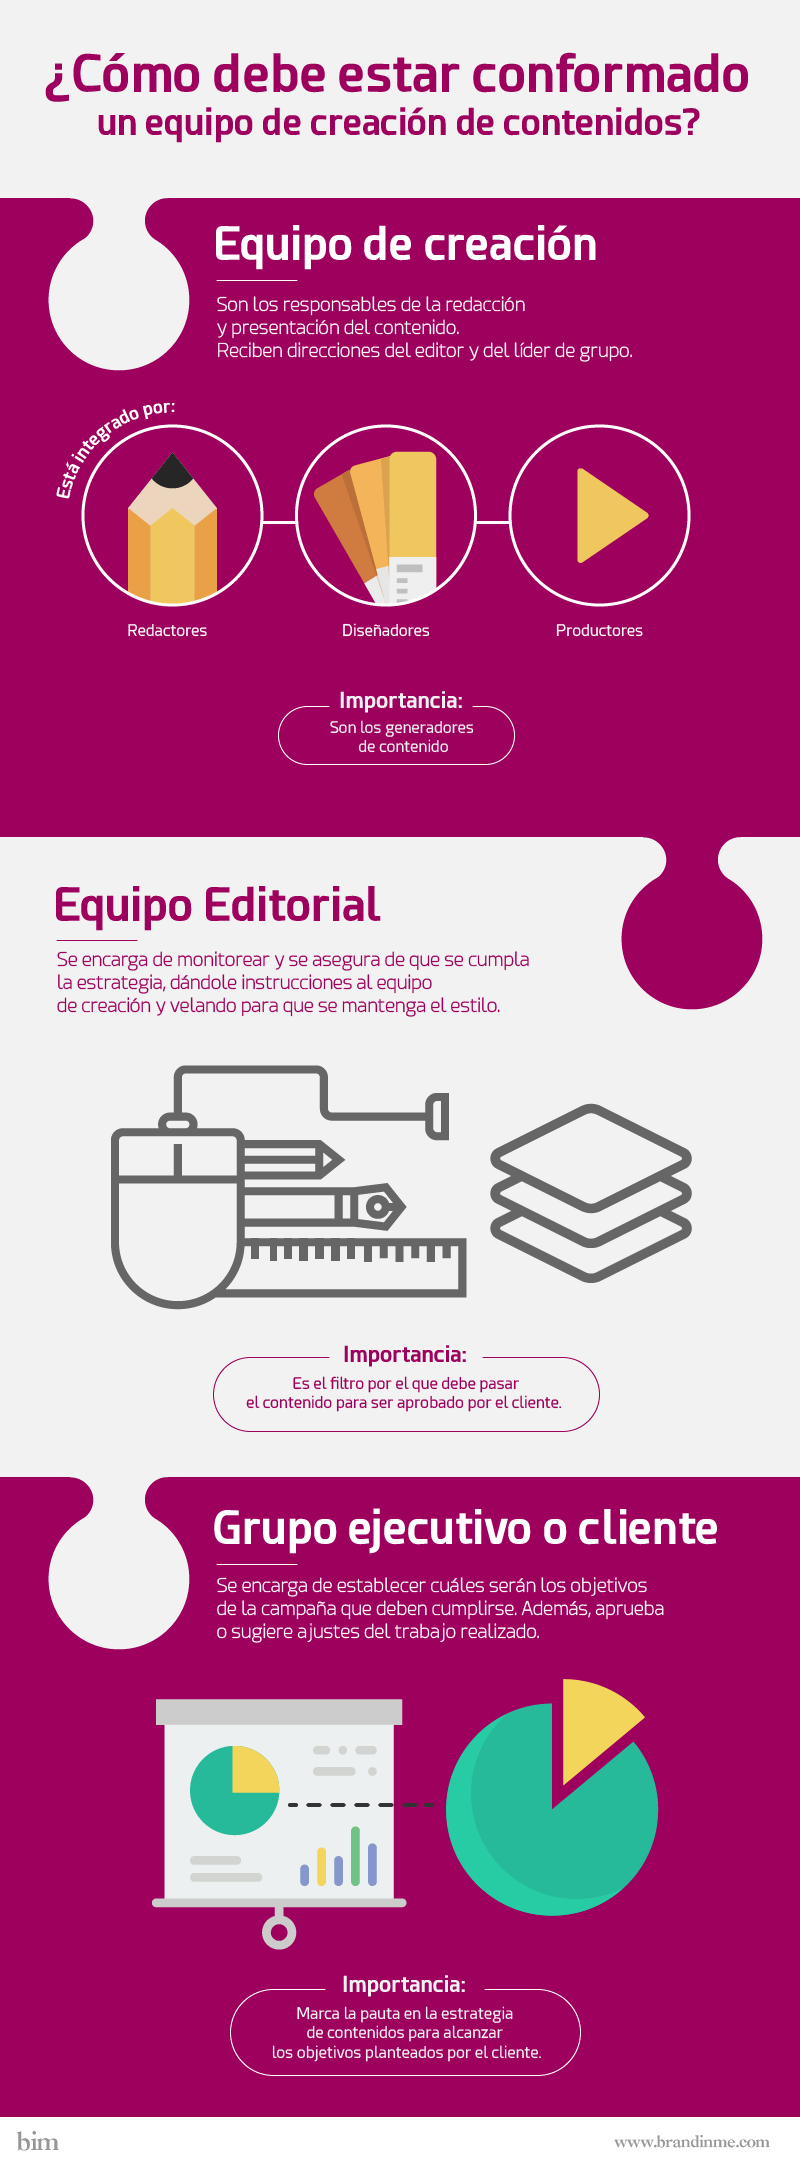 ¿Cómo debe estar conformado
un equipo de creación de contenidos?
Equipo de creación
Son los responsables de la redacción
y presentación del contenido.
Reciben direcciones del editor y del líder de grupo.
Está integrado por:
Redactores
Diseñadores
Productores
Importancia:
Son los generadores
de contenido
Equipo Editorial
Se encarga de monitorear y se asegura de que se cumpla
la estrategia, dándole instrucciones al equipo
de creación y velando para que se mantenga el estilo.
Importancia:
Es el filtro por el que debe pasar
el contenido para ser aprobado por el cliente.
Grupo ejecutivo o cliente
Se encarga de establecer cuáles serán los objetivos
de la campaña que deben cumplirse. Además, aprueba
o sugiere ajustes del trabajo realizado.
Importancia:
Marca la pauta en la estrategia
de contenidos para alcanzar
los objetivos planteados por el cliente.
bim
www.brandinme.com